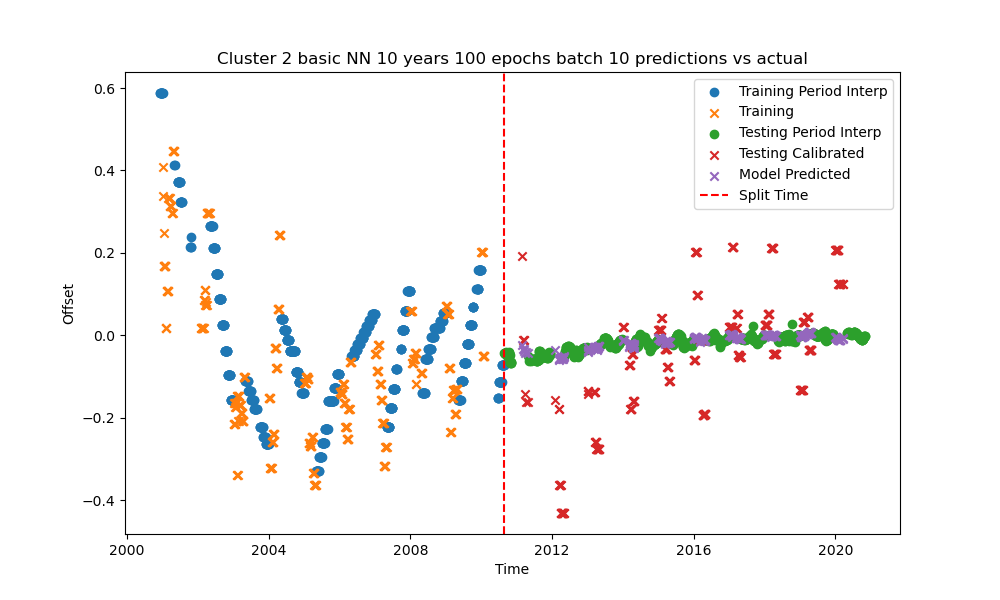 Cluster 2 basic NN 10 years 100 epochs batch 10 predictions vs actual
Training Period Interp
Training
Testing Period Interp
Testing Calibrated
Model Predicted
Split Time
0.6
0.4
0.2
0.0
−0.2
−0.4
Offset
2000
2004
2008
2012
2016
2020
Time